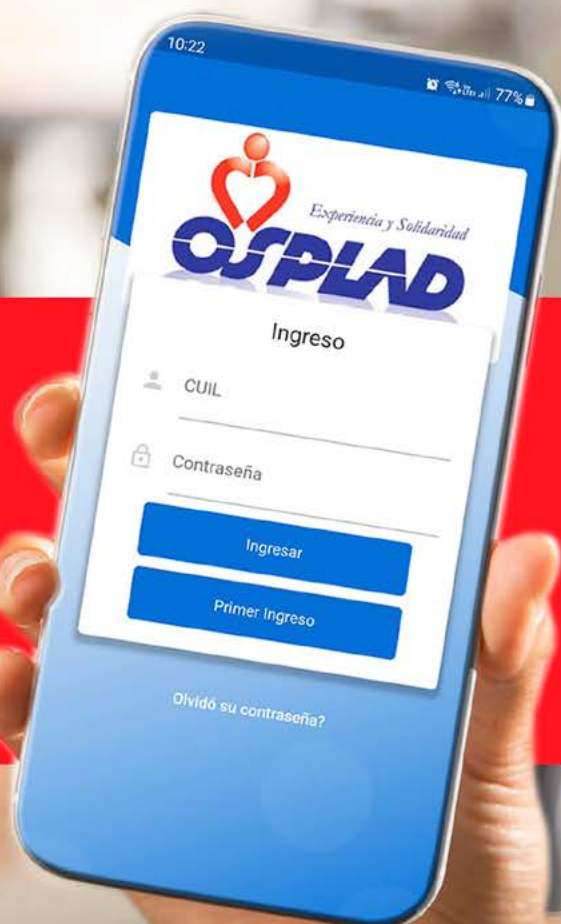 10:22
77%
Experiencia y Solidaridad
OSPLAD
Ingreso
CUIL
Contraseña
Ingresar
Primer Ingreso
Olvidó su contraseña?